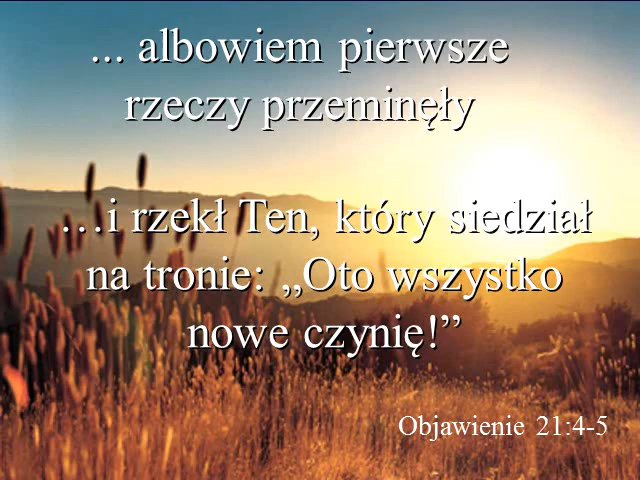 ... albowiem pierwsze
rzeczy przeminęły
…i rzekł Ten, który siedział
na tronie: „Oto wszystko
nowe czynię!”
Objawienie 21:4-5